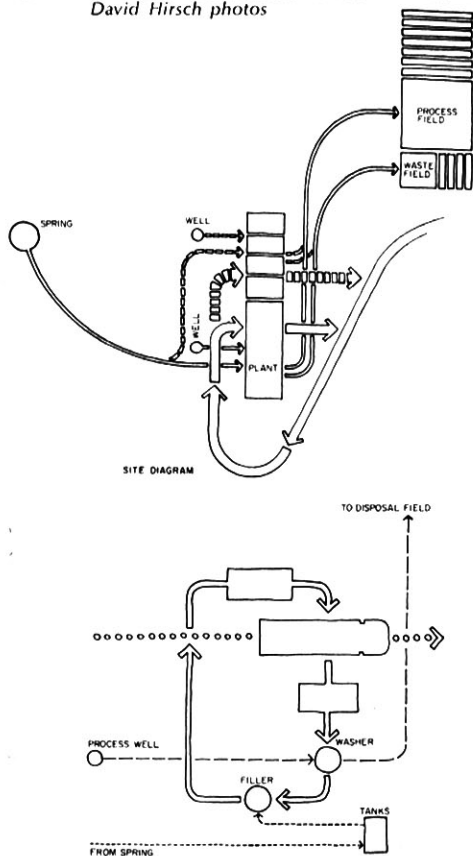 David Hirsch photos
PROCESS
FIELD
WASTE
FIELD
SPRING
WELL
WELL
PLANT
SITE DIAGRAM
TO DISPOSAL FIELD
PROCESS WELL
WASHER
FILLER
TANKS
FROM SPRING